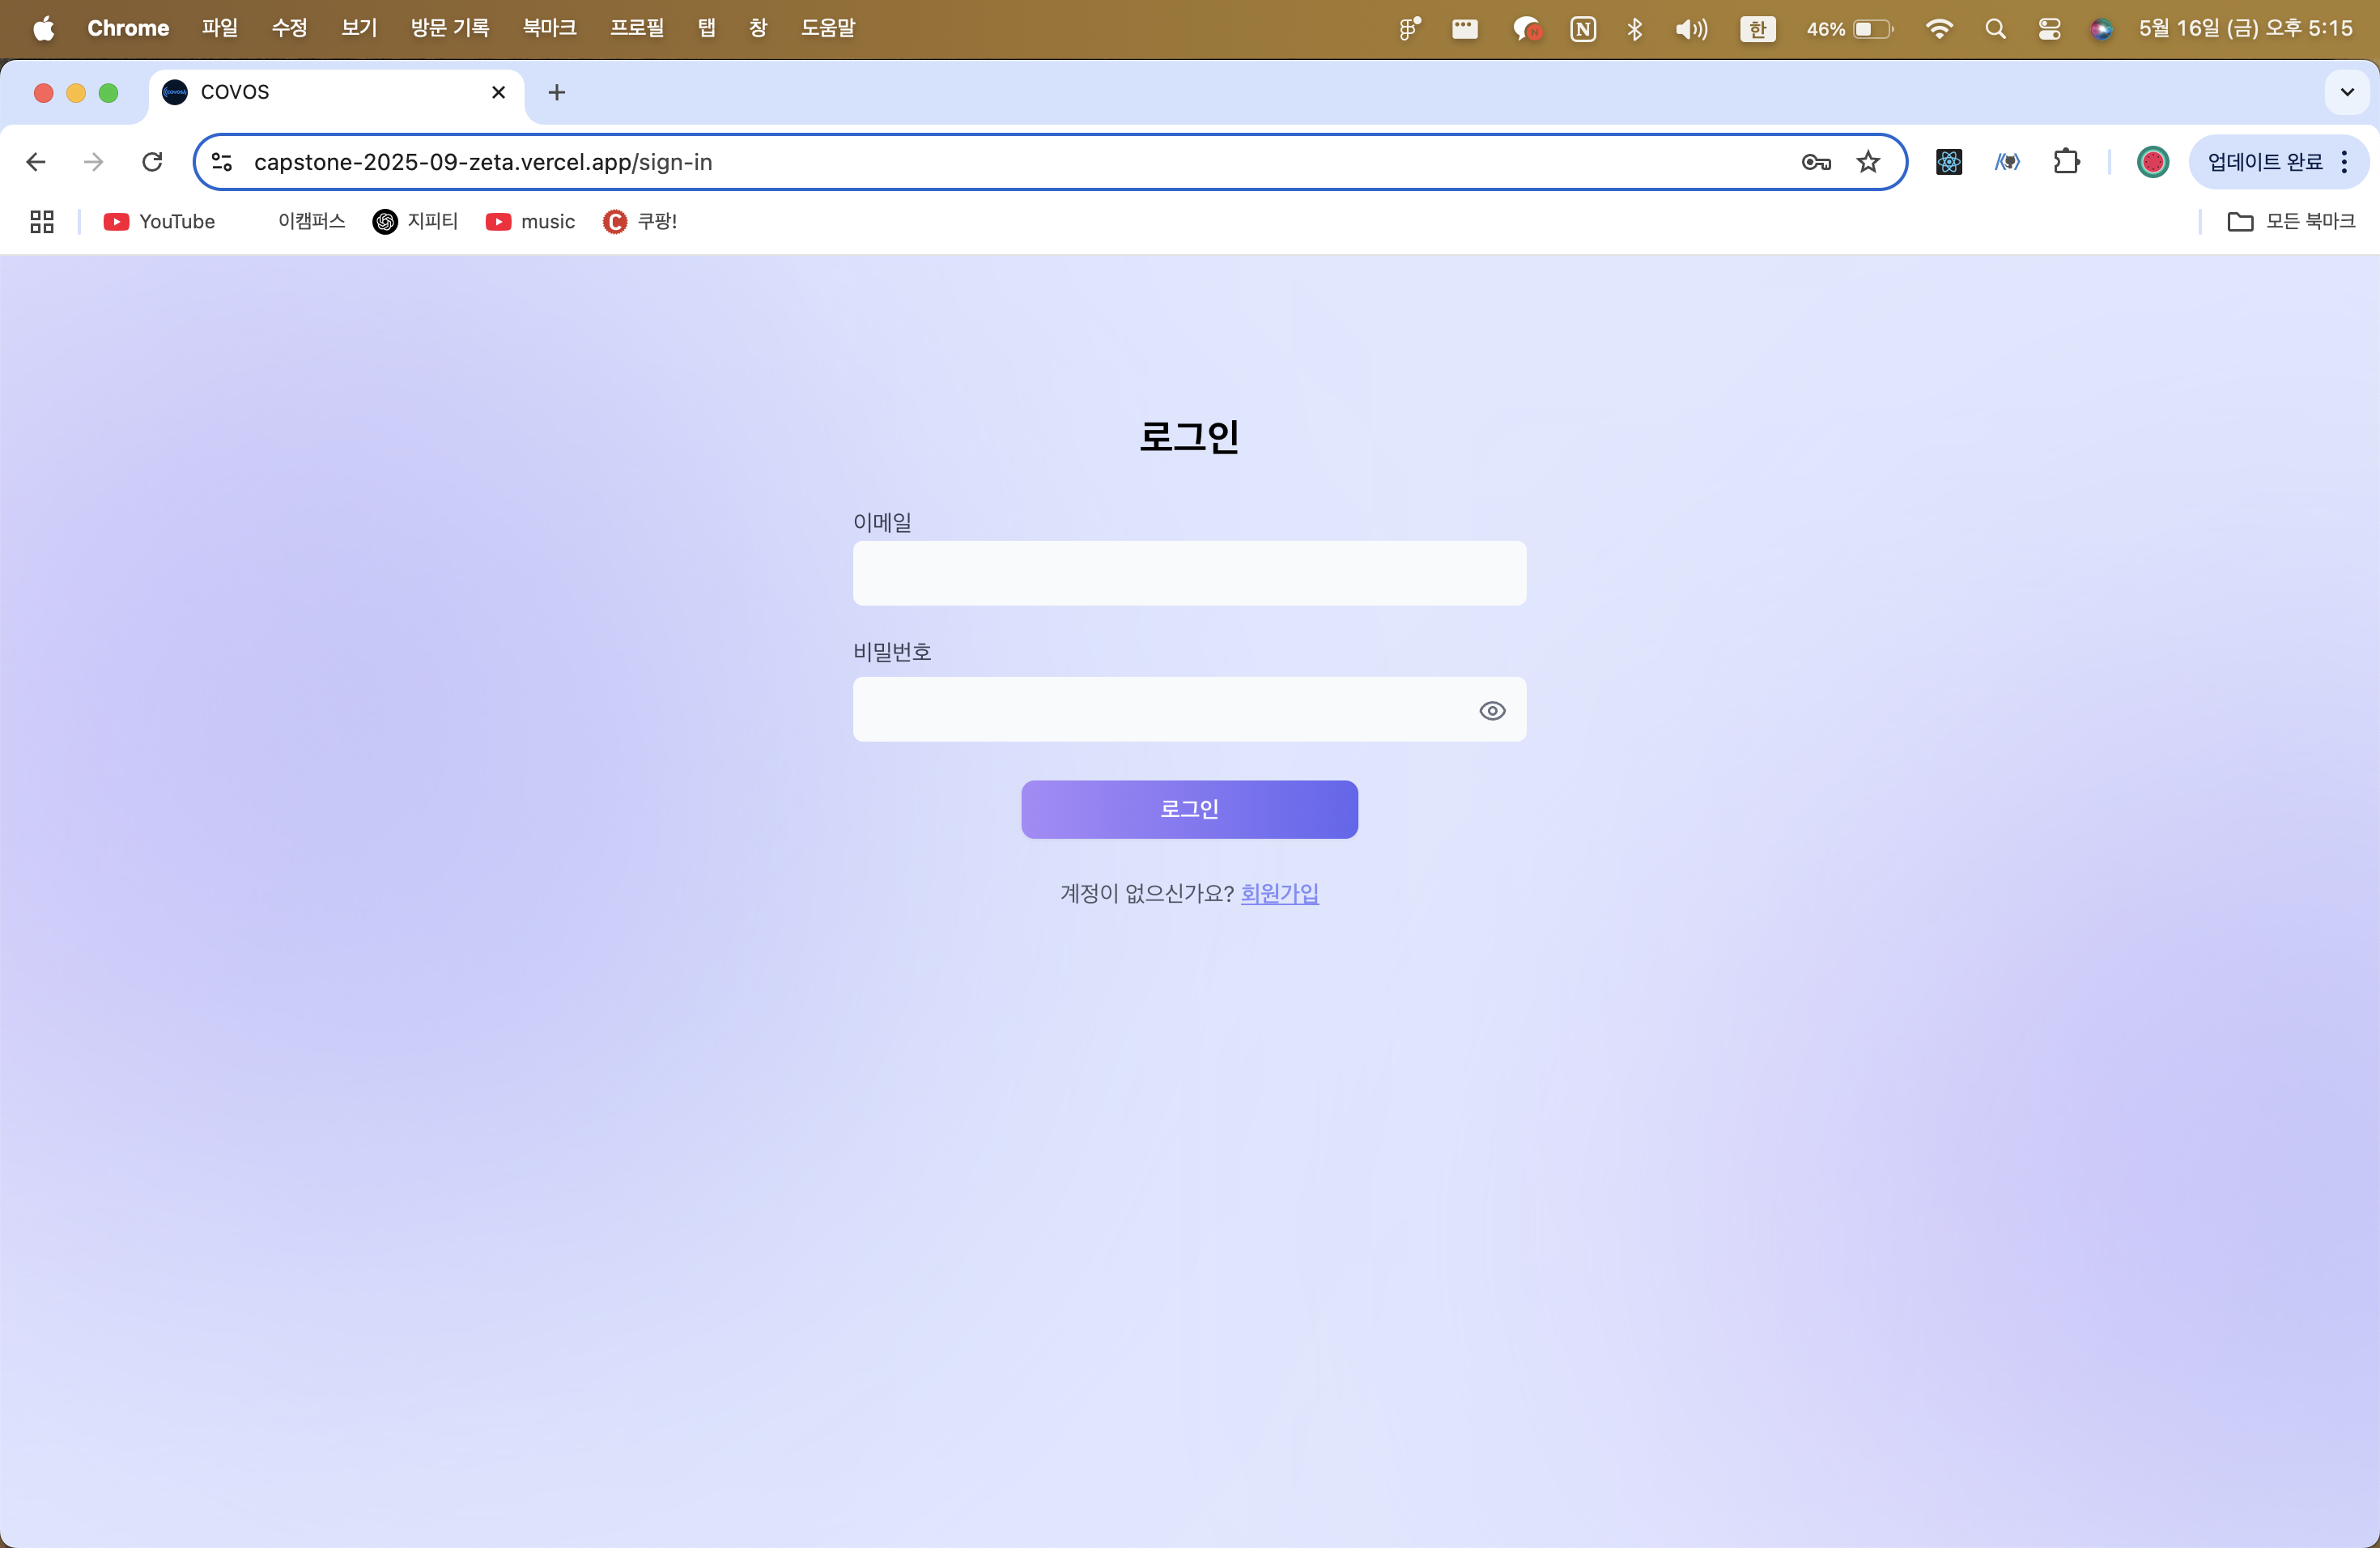 Chrome 파일 수정 보기 방문 기록 북마크 프로필 탭 창 도움말 N 한 46% 5월 16일 (금) 오후 5:15
COVOS
capstone-2025-09-zeta.vercel.app/sign-in 업데이트 완료
YouTube 이캠퍼스 지피티 music 쿠팡! 모든 북마크
로그인
이메일
비밀번호
로그인
계정이 없으신가요? 회원가입